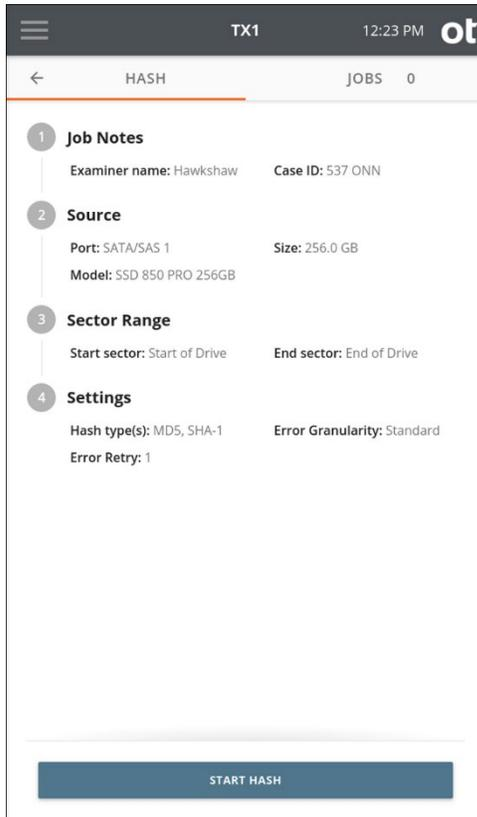 TX1 12:23 PM ot
HASH JOBS 0
1 Job Notes
Examiner name: Hawkshaw Case ID: 537 ONN
2 Source
Port: SATA/SAS 1 Size: 256.0 GB
Model: SSD 850 PRO 256GB
3 Sector Range
Start sector: Start of Drive End sector: End of Drive
4 Settings
Hash type(s): MD5, SHA-1 Error Granularity: Standard
Error Retry: 1
START HASH